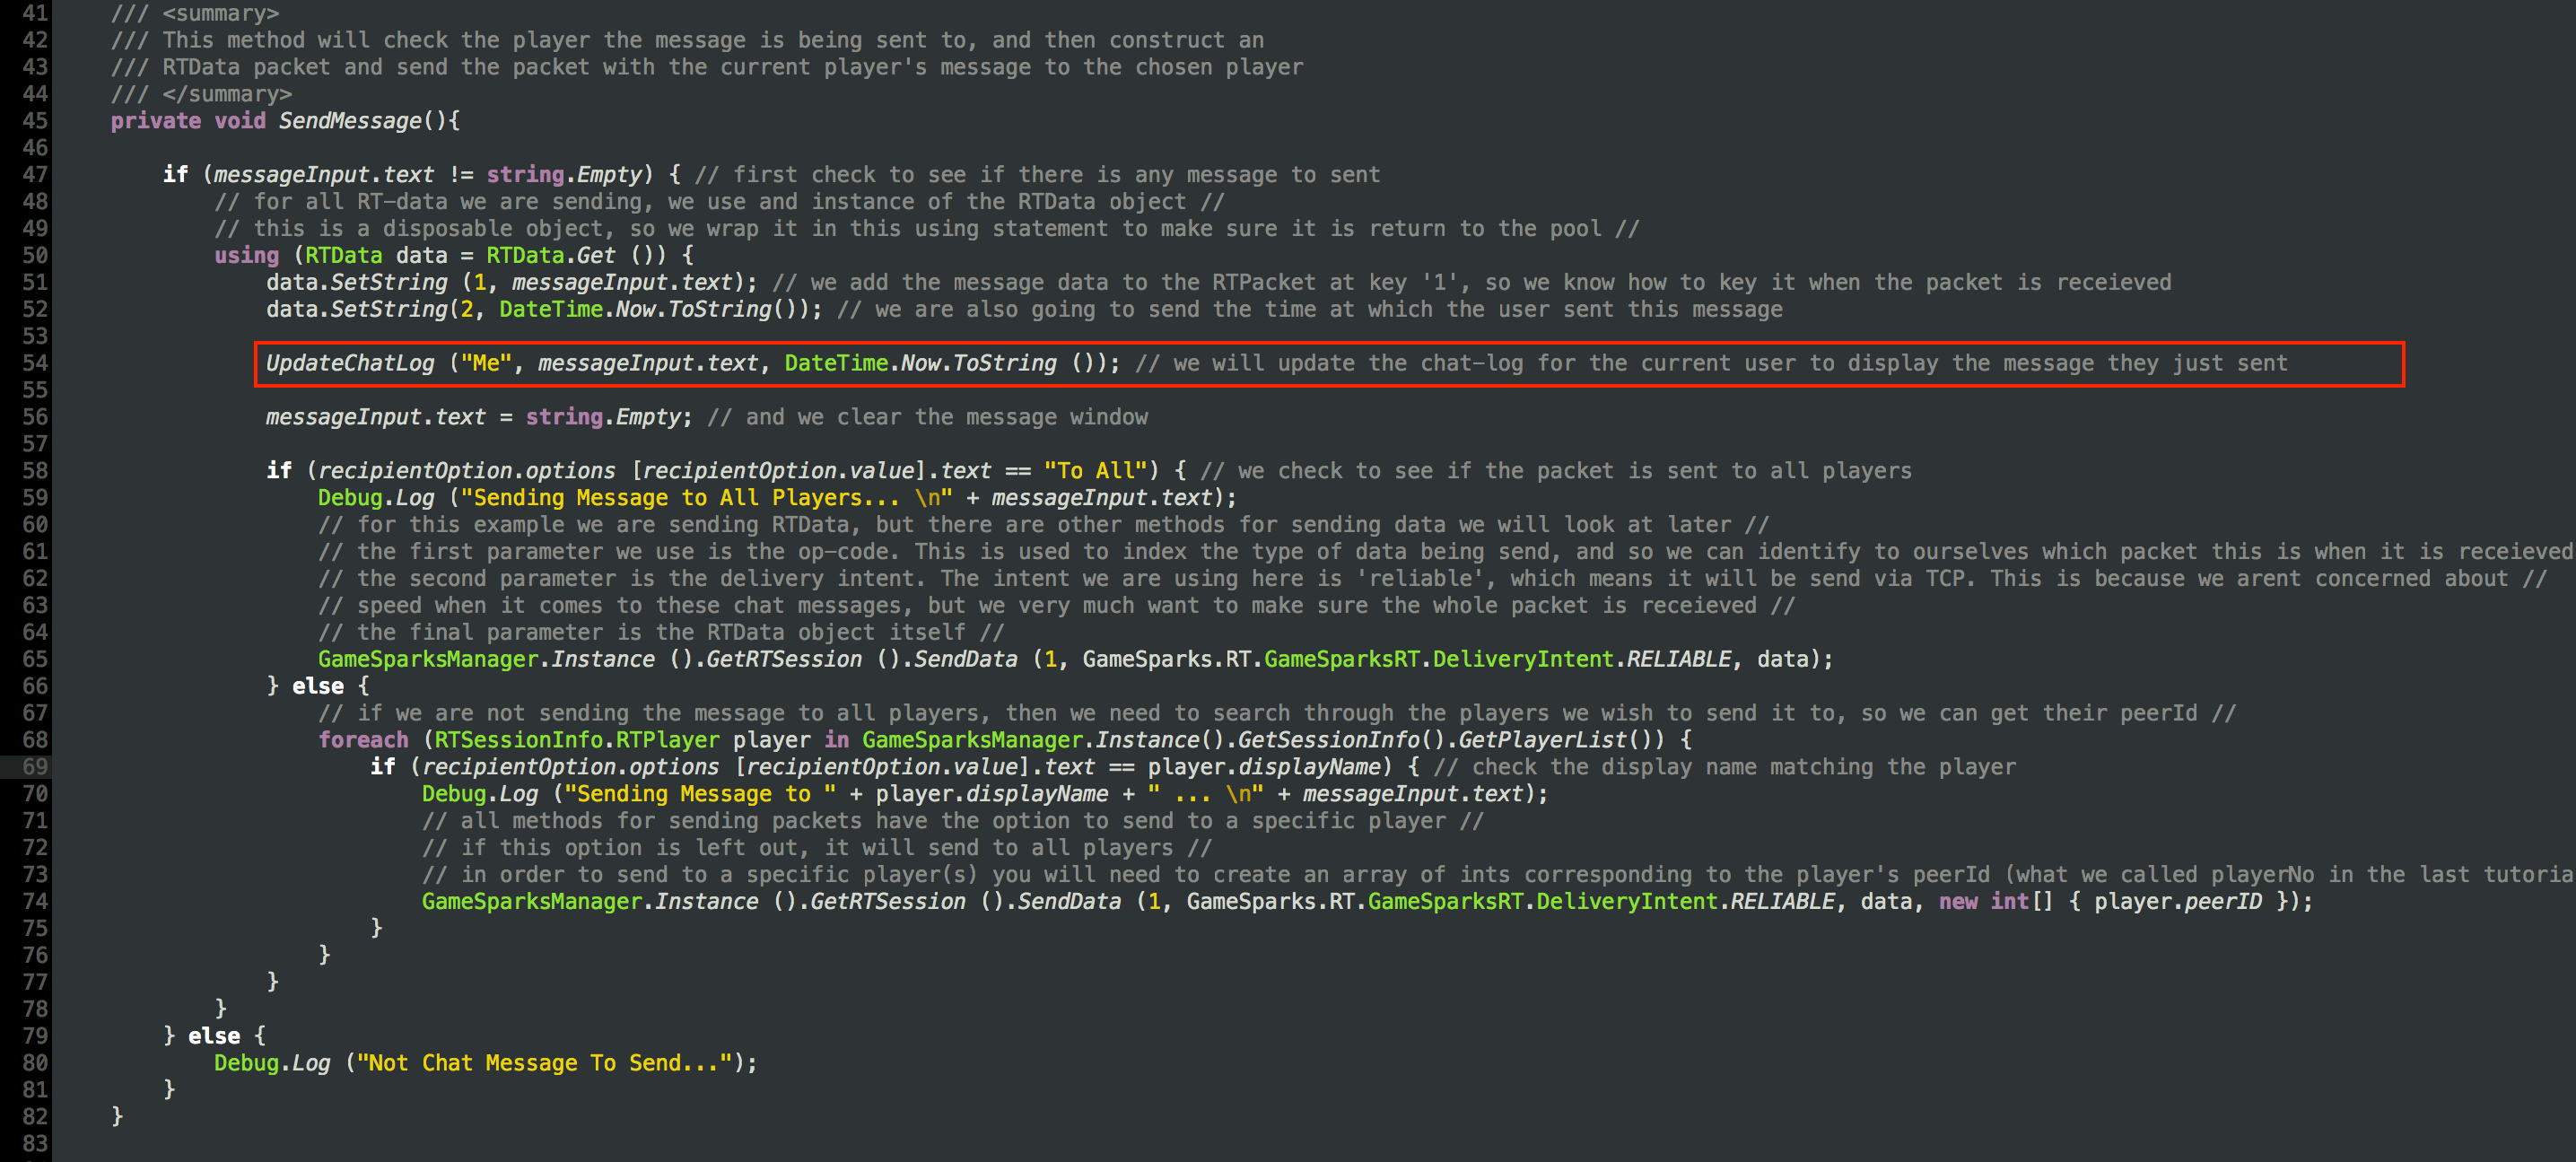 41 /// <summary>
42 /// This method will check the player the message is being sent to, and then construct an
43 /// RTData packet and send the packet with the current player's message to the chosen player
44 /// </summary>
45 private void SendMessage(){
46
47 if (messageInput.text != string.Empty) { // first check to see if there is any message to sent
48 // for all RT-data we are sending, we use and instance of the RTData object //
49 // this is a disposable object, so we wrap it in this using statement to make sure it is return to the pool //
50 using (RTData data = RTData.Get ()) {
51 data.SetString (1, messageInput.text); // we add the message data to the RTPacket at key '1', so we know how to key it when the packet is receieved
52 data.SetString(2, DateTime.Now.ToString()); // we are also going to send the time at which the user sent this message
53
54 UpdateChatLog ("Me", messageInput.text, DateTime.Now.ToString ()); // we will update the chat-log for the current user to display the message they just sent
55
56 messageInput.text = string.Empty; // and we clear the message window
57
58 if (recipientOption.options [recipientOption.value].text == "To All") { // we check to see if the packet is sent to all players
59 Debug.Log ("Sending Message to All Players... \n" + messageInput.text);
60 // for this example we are sending RTData, but there are other methods for sending data we will look at later //
61 // the first parameter we use is the op-code. This is used to index the type of data being send, and so we can identify to ourselves which packet this is when it is receieved
62 // the second parameter is the delivery intent. The intent we are using here is 'reliable', which means it will be send via TCP. This is because we arent concerned about //
63 // speed when it comes to these chat messages, but we very much want to make sure the whole packet is receieved //
64 // the final parameter is the RTData object itself //
65 GameSparksManager.Instance ().GetRTSession ().SendData (1, GameSparks.RT.GameSparksRT.DeliveryIntent.RELIABLE, data);
66 } else {
67 // if we are not sending the message to all players, then we need to search through the players we wish to send it to, so we can get their peerId //
68 foreach (RTSessionInfo.RTPlayer player in GameSparksManager.Instance().GetSessionInfo().GetPlayerList()) {
69 if (recipientOption.options [recipientOption.value].text == player.displayName) { // check the display name matching the player
70 Debug.Log ("Sending Message to " + player.displayName + " ... \n" + messageInput.text);
71 // all methods for sending packets have the option to send to a specific player //
72 // if this option is left out, it will send to all players //
73 // in order to send to a specific player(s) you will need to create an array of ints corresponding to the player's peerId (what we called playerNo in the last tutoria
74 GameSparksManager.Instance ().GetRTSession ().SendData (1, GameSparks.RT.GameSparksRT.DeliveryIntent.RELIABLE, data, new int[] { player.peerID });
75 }
76 }
77 }
78 }
79 } else {
80 Debug.Log ("Not Chat Message To Send...");
81 }
82 }
83